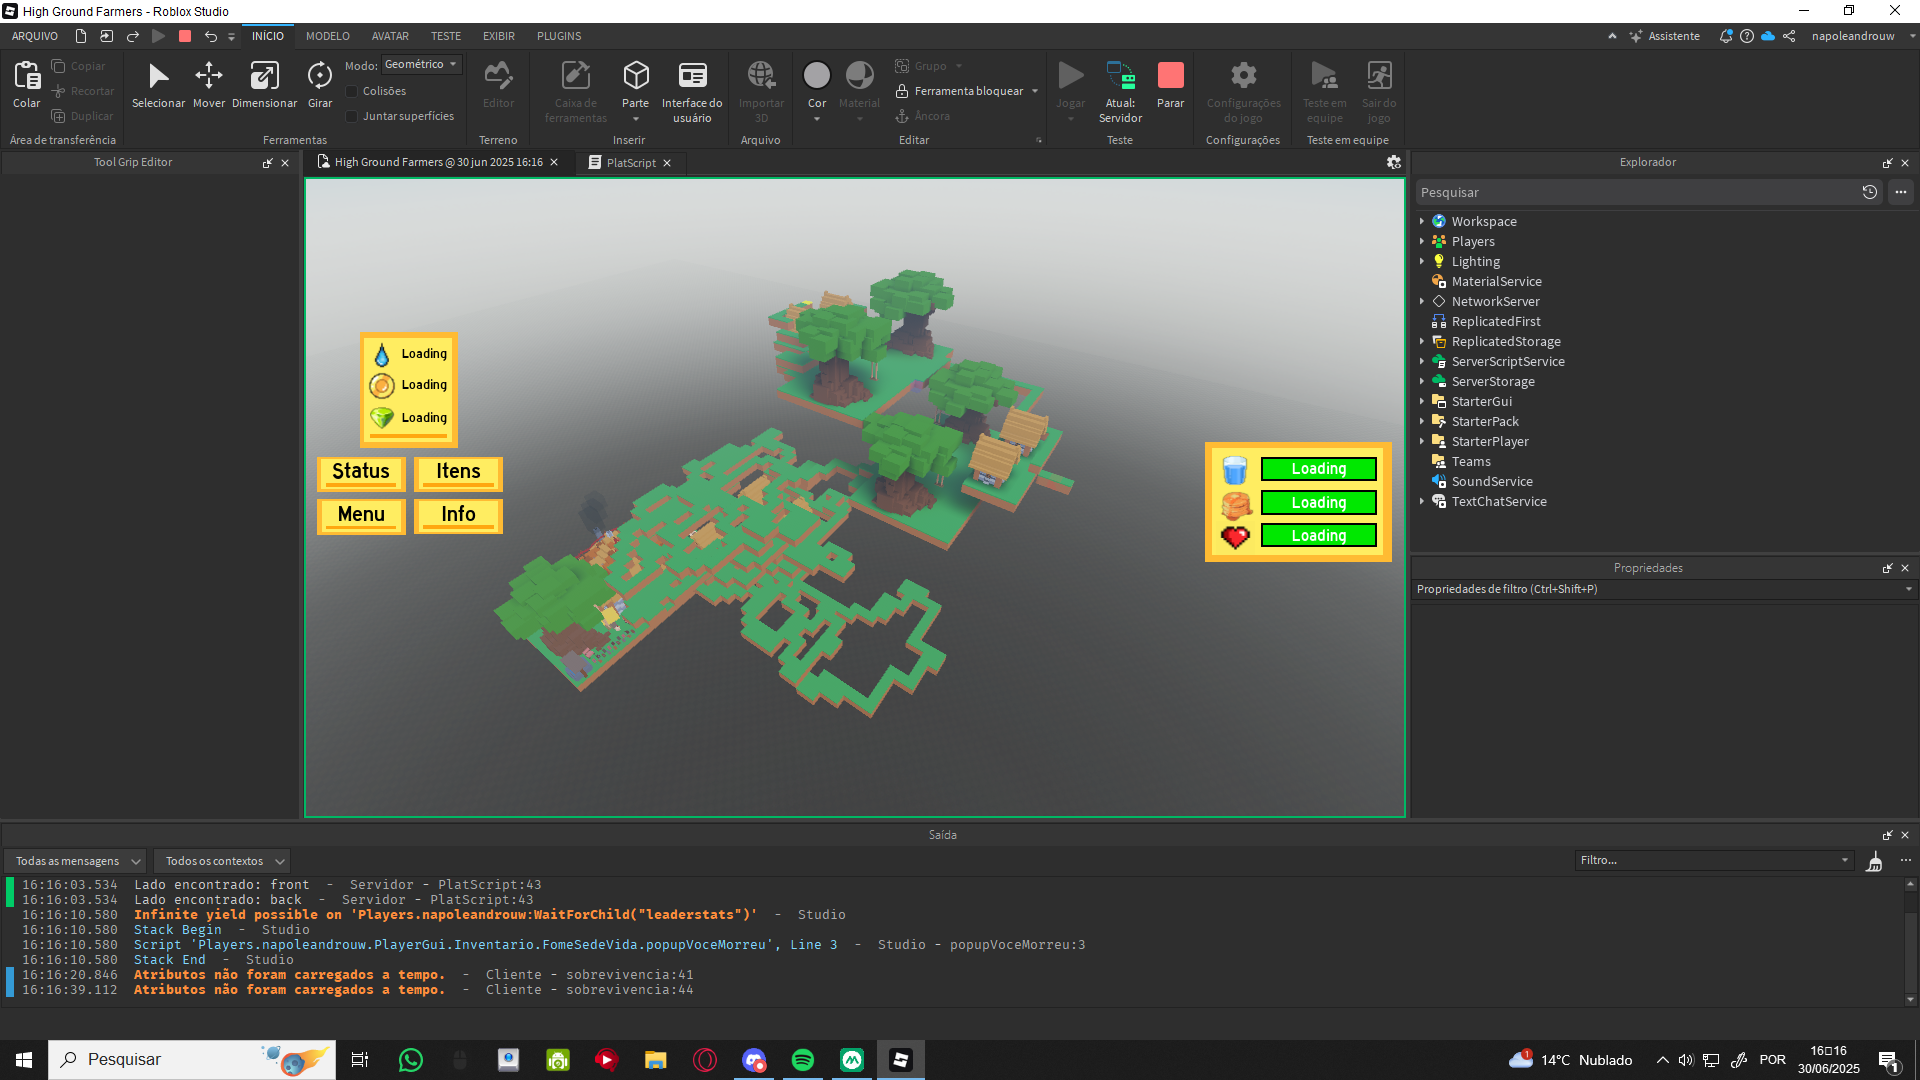 High Ground Farmers - Roblox Studio
ARQUIVO
INÍCIO
MODELO
AVATAR
TESTE
EXIBIR
PLUGINS
Assistente
napoleandrouw
Colar
Copiar
Recortar
Duplicar
Área de transferência
Selecionar
Mover
Dimensionar
Girar
Modo:
Geométrico
Colisões
Juntar superfícies
Ferramentas
Editor
Terreno
Caixa de
ferramentas
Parte
Interface do
usuário
Inserir
Importar
3D
Arquivo
Cor
Material
Grupo
Ferramenta bloquear
Âncora
Editar
Jogar
Atual:
Servidor
Parar
Teste
Configurações
do jogo
Configurações
Teste em
equipe
Sair do
jogo
Teste em equipe
Tool Grip Editor
High Ground Farmers @ 30 jun 2025 16:16
PlatScript
Loading
Loading
Loading
Status
Itens
Menu
Info
Loading
Loading
Loading
Explorador
Pesquisar
Workspace
Players
Lighting
MaterialService
NetworkServer
ReplicatedFirst
ReplicatedStorage
ServerScriptService
ServerStorage
StarterGui
StarterPack
StarterPlayer
Teams
SoundService
TextChatService
Propriedades
Propriedades de filtro (Ctrl+Shift+P)
Saída
Todas as mensagens
Todos os contextos
Filtro...
16:16:03.534 Lado encontrado: front - Servidor - PlatScript:43
16:16:03.534 Lado encontrado: back - Servidor - PlatScript:43
16:16:10.580 Infinite yield possible on 'Players.napoleandrouw:WaitForChild("leaderstats")' - Studio
16:16:10.580 Stack Begin - Studio
16:16:10.580 Script 'Players.napoleandrouw.PlayerGui.Inventario.FomeSedeVida.popupVoceMorreu', Line 3 - Studio - popupVoceMorreu:3
16:16:10.580 Stack End - Studio
16:16:20.846 Atributos não foram carregados a tempo. - Cliente - sobrevivencia:41
16:16:39.112 Atributos não foram carregados a tempo. - Cliente - sobrevivencia:44
Pesquisar
1
14°C Nublado
POR
16▯16
30/06/2025
1